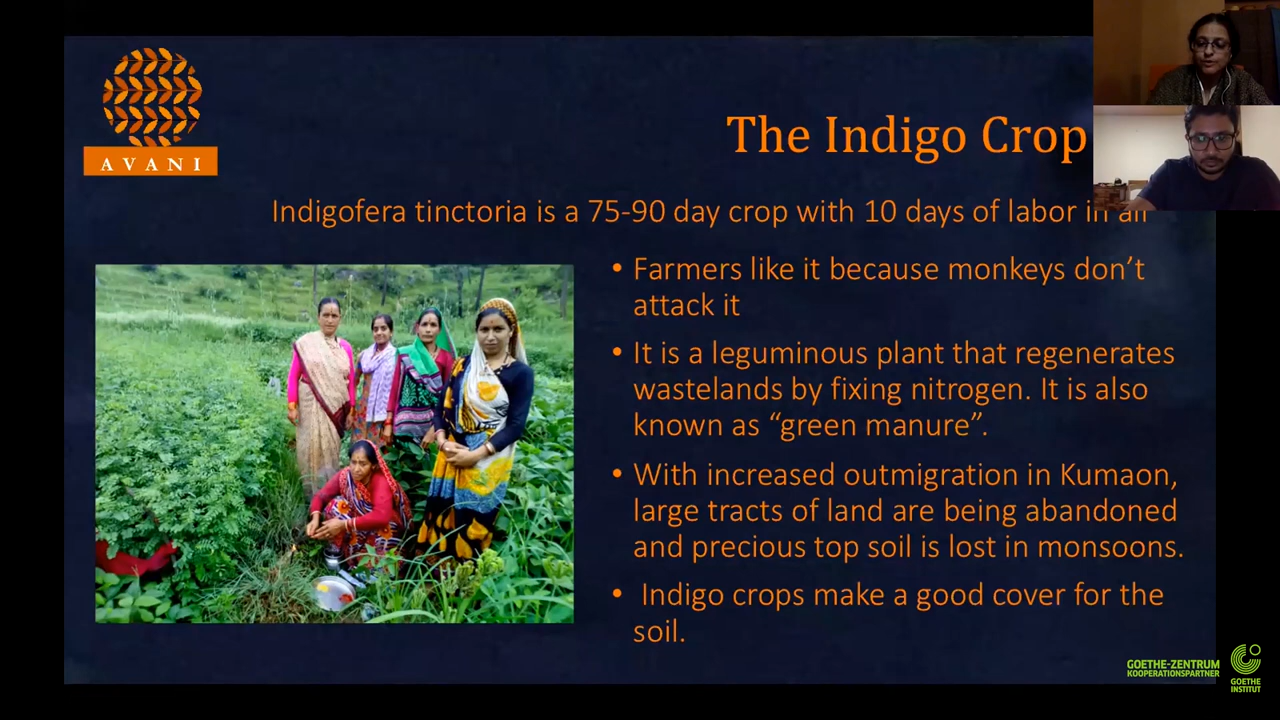 AVANI
The Indigo Crop
Indigofera tinctoria is a 75-90 day crop with 10 days of labor in all
• Farmers like it because monkeys don’t
attack it
• It is a leguminous plant that regenerates
wastelands by fixing nitrogen. It is also
known as “green manure”.
• With increased outmigration in Kumaon,
large tracts of land are being abandoned
and precious top soil is lost in monsoons.
• Indigo crops make a good cover for the
soil.
GOETHE-ZENTRUM
KOOPERATIONSPARTNER
GOETHE
INSTITUT